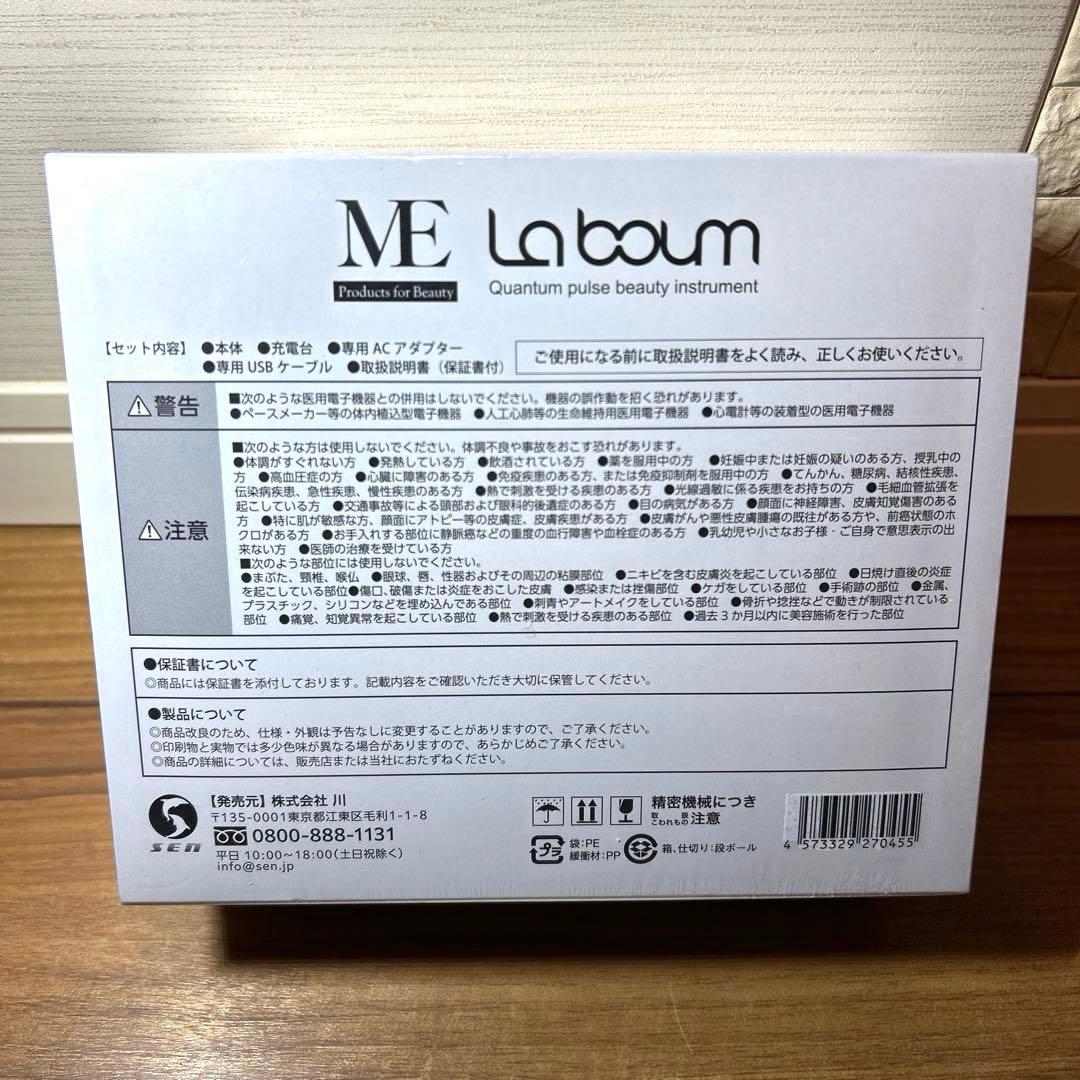 ME
Products for Beauty
La boum
Quantum pulse beauty instrument
【セット内容】 ●本体 ●充電台 ●専用ACアダプター
●専用USBケーブル ●取扱説明書（保証書付）
ご使用になる前に取扱説明書をよく読み、正しくお使いください。
警告
■次のような医用電子機器との併用はしないでください。機器の誤作動を招く恐れがあります。
●ペースメーカー等の体内植込型電子機器 ●人工心肺等の生命維持用医用電子機器 ●心電計等の装着型の医用電子機器
注意
■次のような方は使用しないでください。体調不良や事故をおこす恐れがあります。
●体調がすぐれない方 ●発熱している方 ●飲酒されている方 ●薬を服用中の方 ●妊娠中または妊娠の疑いのある方、授乳中の
方 ●高血圧症の方 ●心臓に障害のある方 ●免疫疾患のある方、または免疫抑制剤を服用中の方 ●てんかん、糖尿病、結核性疾患、
伝染病疾患、急性疾患、慢性疾患のある方 ●熱で刺激を受ける疾患のある方 ●光線過敏に係る疾患をお持ちの方 ●毛細血管拡張を
起こしている方 ●交通事故等による頭部および眼科的後遺症のある方 ●目の病気がある方 ●顔面に神経障害、皮膚知覚障害のある
方 ●特に肌が敏感な方、顔面にアトピー等の皮膚症、皮膚疾患がある方 ●皮膚がんや悪性皮膚腫瘍の既往がある方や、前癌状態のホ
クロがある方 ●お手入れする部位に静脈癌などの重度の血行障害や血栓症のある方 ●乳幼児や小さなお子様・ご自身で意思表示の出
来ない方 ●医師の治療を受けている方
■次のような部位には使用しないでください。
●まぶた、頸椎、喉仏 ●眼球、唇、性器およびその周辺の粘膜部位 ●ニキビを含む皮膚炎を起こしている部位 ●日焼け直後の炎症
を起こしている部位●傷口、破傷または炎症をおこした皮膚 ●感染または挫傷部位 ●ケガをしている部位 ●手術跡の部位 ●金属、
プラスチック、シリコンなどを埋め込んである部位 ●刺青やアートメイクをしている部位 ●骨折や捻挫などで動きが制限されている
部位 ●痛覚、知覚異常を起こしている部位 ●熱で刺激を受ける疾患のある部位 ●過去3か月以内に美容施術を行った部位
●保証書について
◎商品には保証書を添付しております。記載内容をご確認いただき大切に保管してください。
●製品について
◎商品改良のため、仕様・外観は予告なしに変更することがありますので、ご了承ください。
◎印刷物と実物では多少色味が異なる場合がありますので、あらかじめご了承ください。
◎商品の詳細については、販売店または当社におたずねください。
SEN
【発売元】株式会社 川
〒135-0001東京都江東区毛利1-1-8
0800-888-1131
平日 10:00～18:00(土日祝除く)
info@sen.jp
精密機械につき
取扱注意
こわれもの
プラ
袋:PE
緩衝材:PP
箱、仕切り:段ボール
4 573329 270455